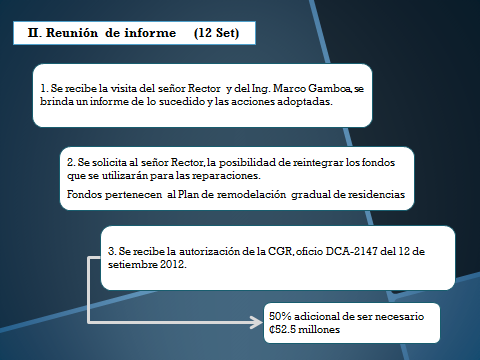 II. Reunión de informe (12 Set)
1. Se recibe la visita del señor Rector y del Ing. Marco Gamboa, se
brinda un informe de lo sucedido y las acciones adoptadas.
2. Se solicita al señor Rector, la posibilidad de reintegrar los fondos
que se utilizarán para las reparaciones.
Fondos pertenecen al Plan de remodelación gradual de residencias
3. Se recibe la autorización de la CGR, oficio DCA-2147 del 12 de
setiembre 2012.
50% adicional de ser necesario
₡52.5 millones